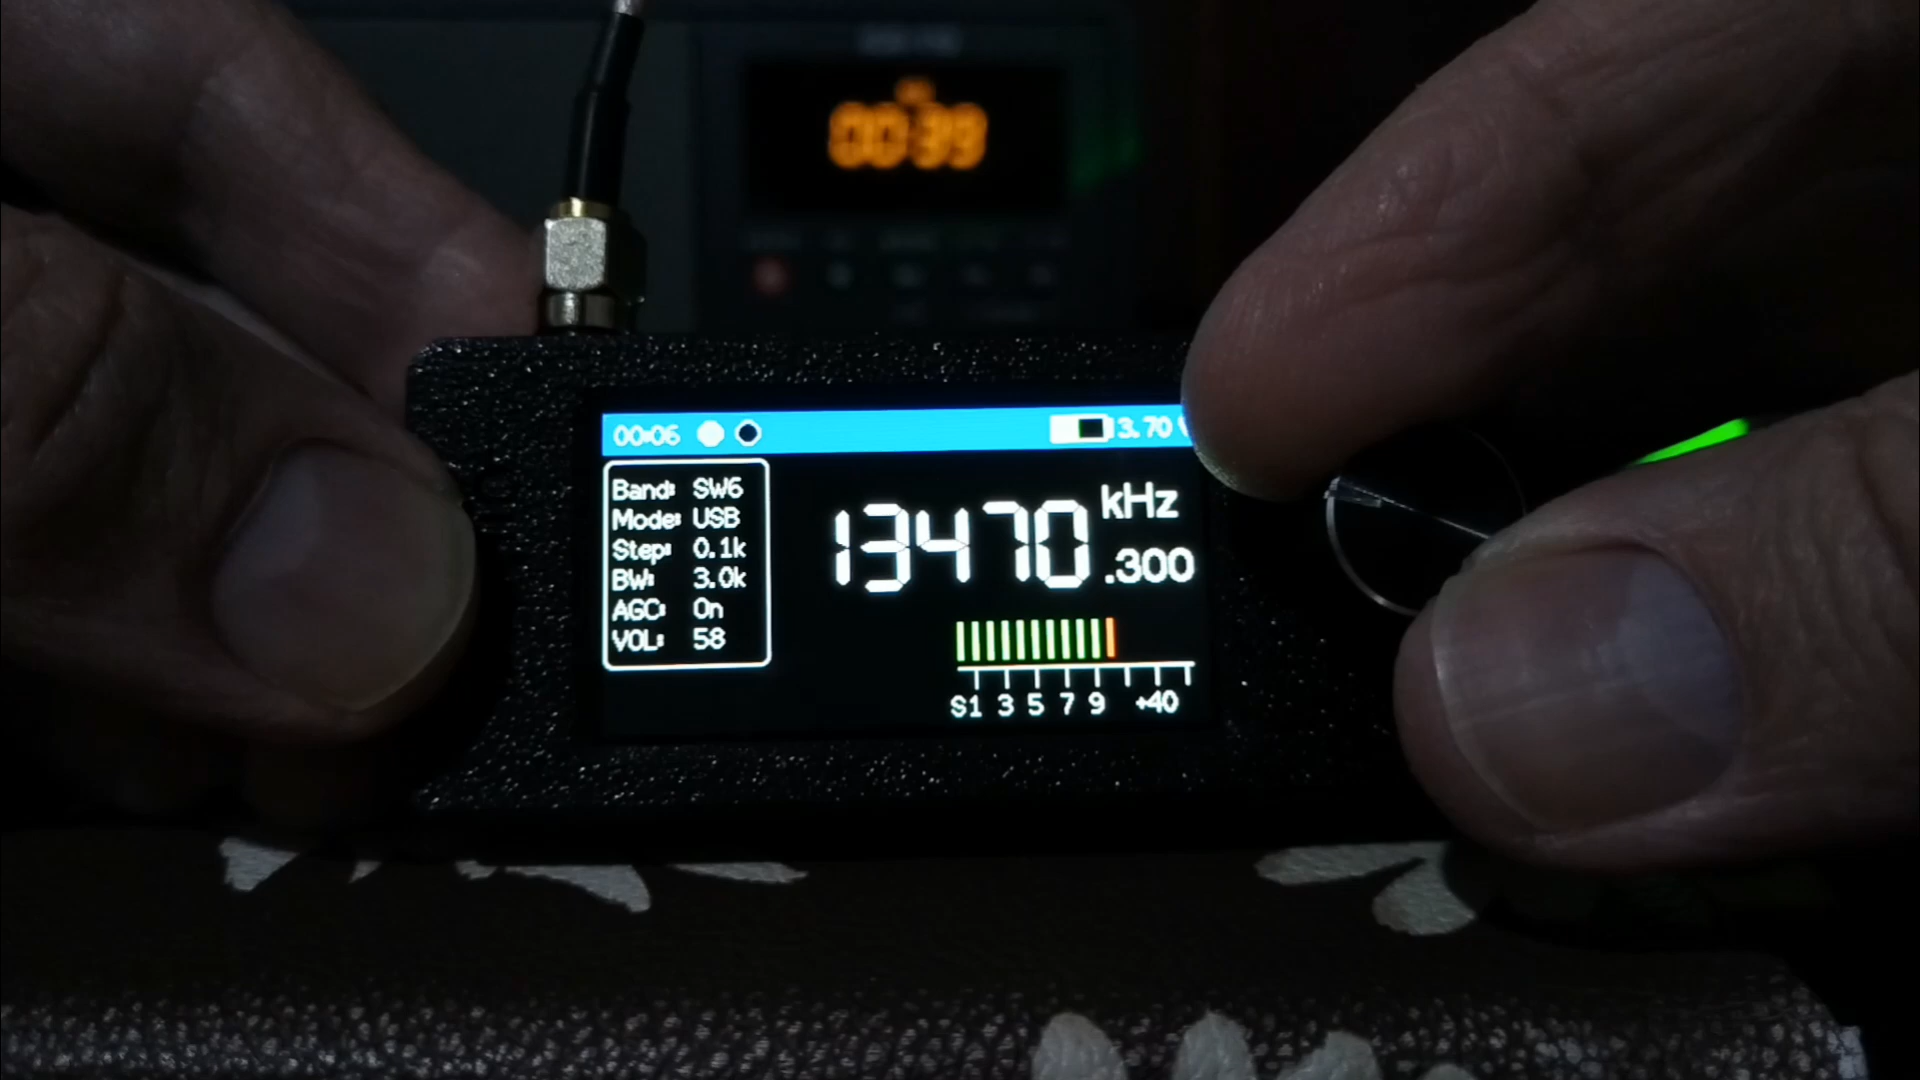 00:39
00:06 3.70
Band: SW6
Mode: USB
Step: 0.1k
BW: 3.0k
AGC: On
VOL: 58
13470 kHz
.300
S1 3 5 7 9 +40